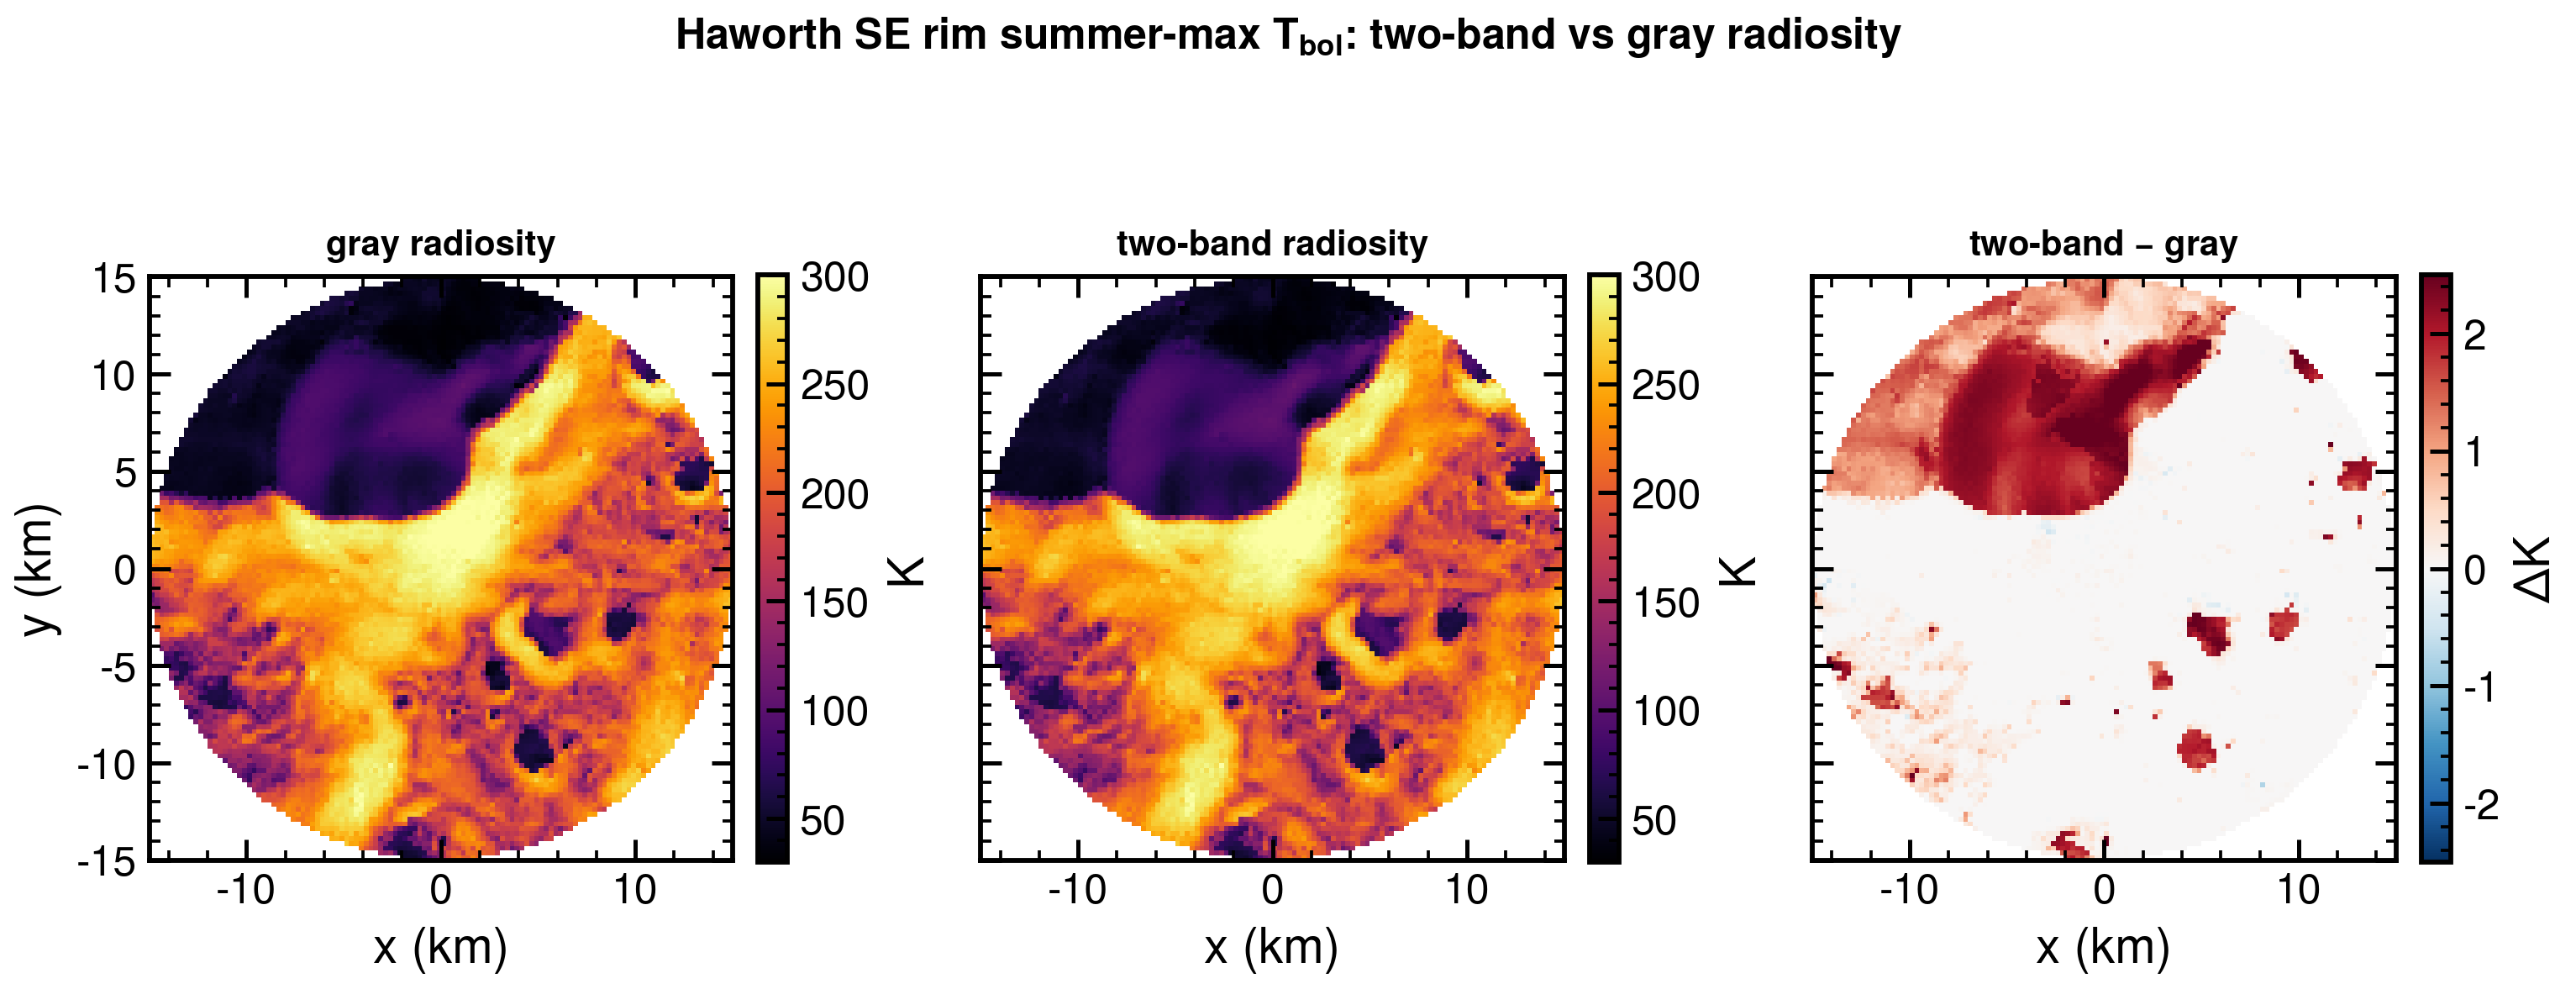 Haworth SE rim summer-max T_bol: two-band vs gray radiosity
gray radiosity
two-band radiosity
two-band − gray
15
10
5
0
-5
-10
-15
y (km)
-10 0 10
x (km)
300
250
200
150
100
50
K
-10 0 10
x (km)
300
250
200
150
100
50
K
-10 0 10
x (km)
2
1
0
-1
-2
ΔK